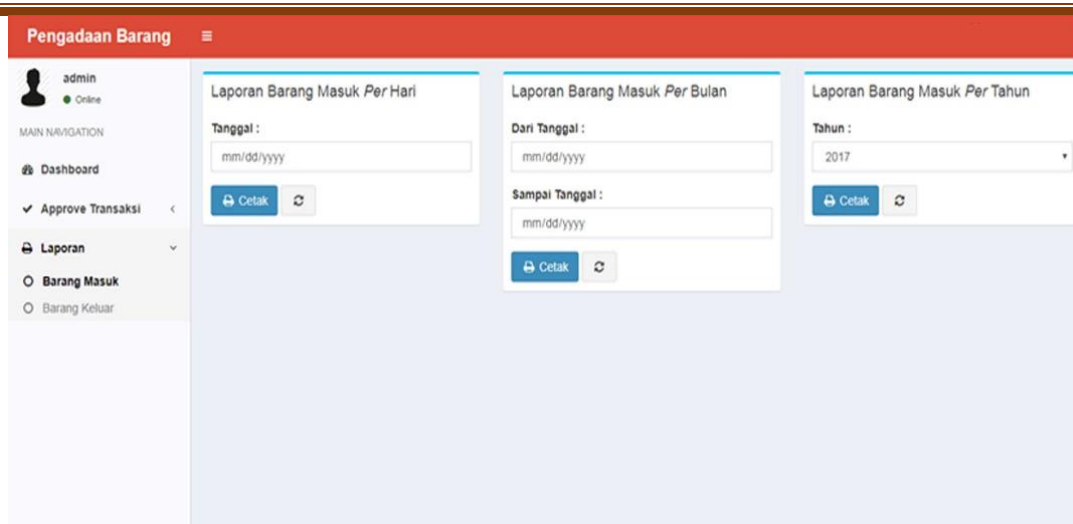 Pengadaan Barang
admin
Online
MAIN NAVIGATION
Dashboard
Approve Transaksi
Laporan
Barang Masuk
Barang Keluar
Laporan Barang Masuk Per Hari
Tanggal :
mm/dd/yyyy
Cetak
Laporan Barang Masuk Per Bulan
Dari Tanggal :
mm/dd/yyyy
Sampai Tanggal :
mm/dd/yyyy
Cetak
Laporan Barang Masuk Per Tahun
Tahun :
2017
Cetak